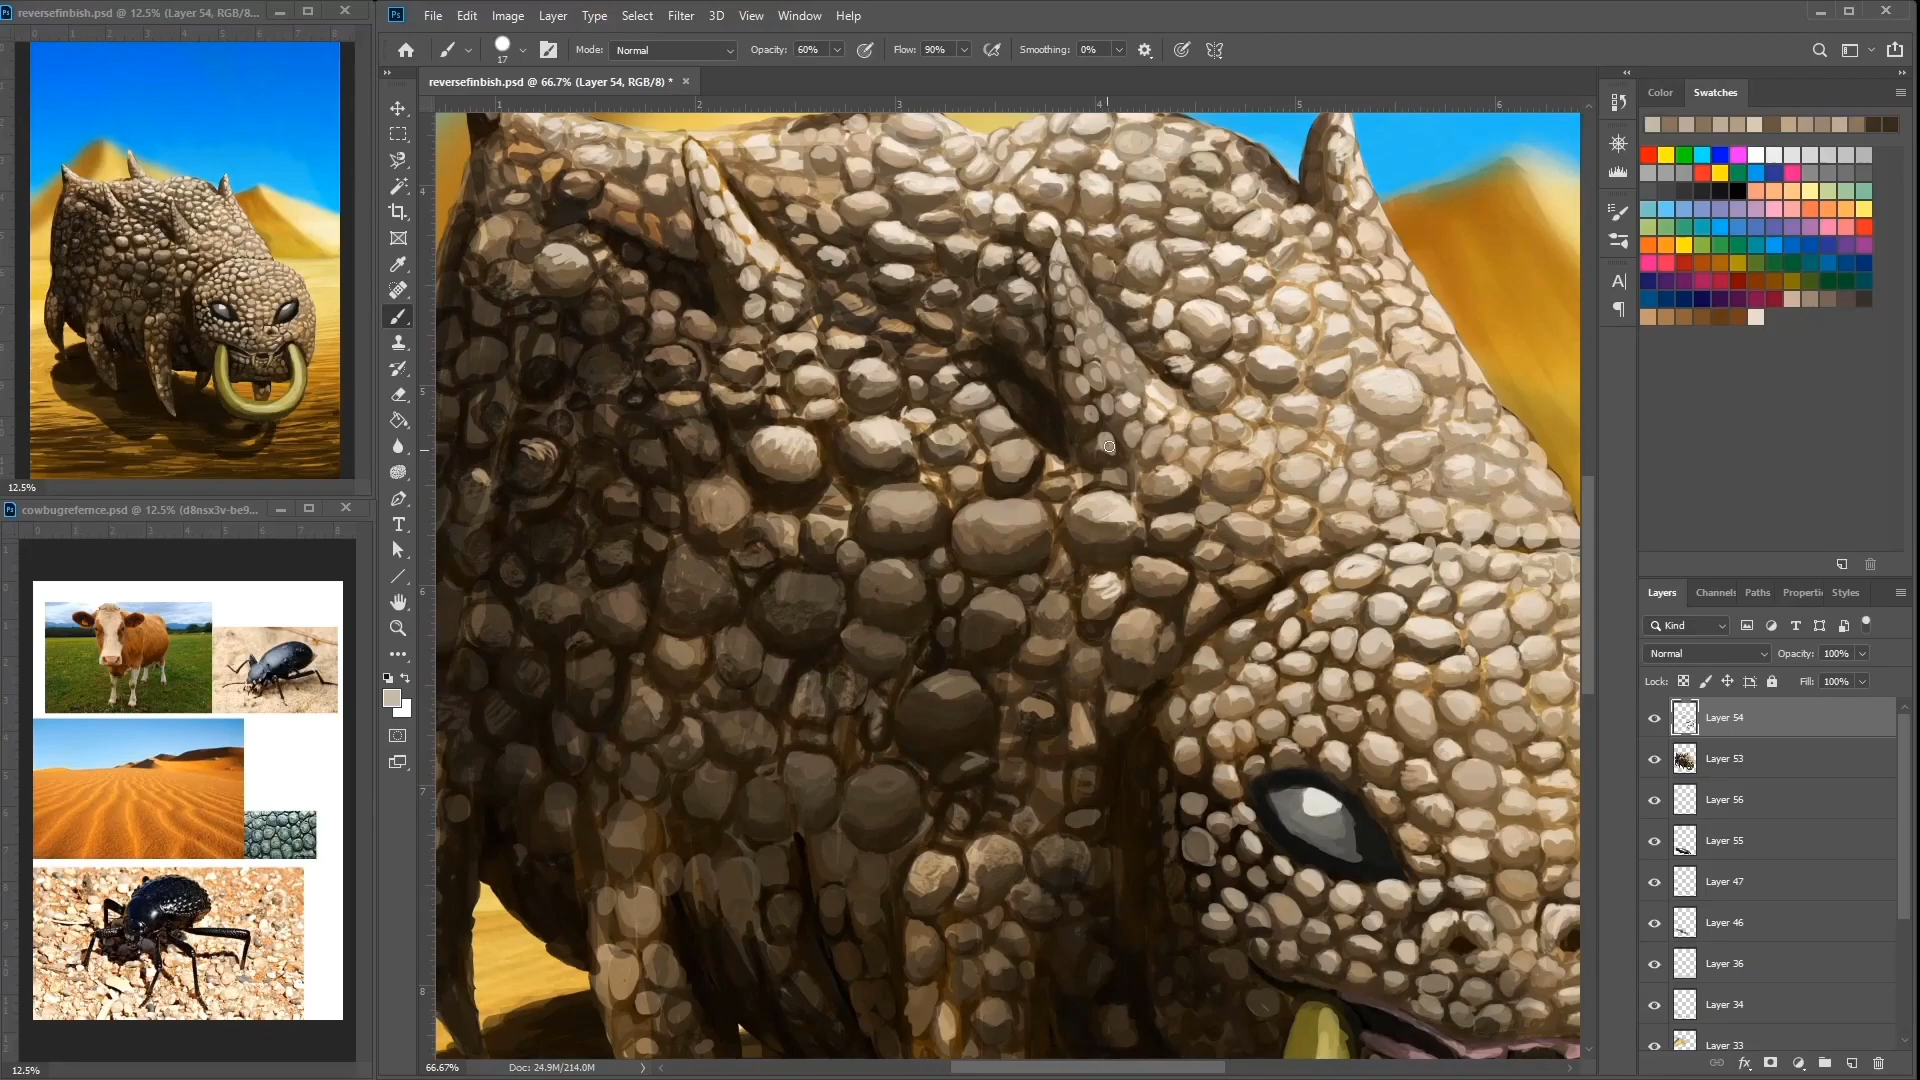 reversefinbish.psd @ 12.5% (Layer 54, RGB/8...
File Edit Image Layer Type Select Filter 3D View Window Help
17 Mode: Normal Opacity: 60% Flow: 90% Smoothing: 0%
reversefinbish.psd @ 66.7% (Layer 54, RGB/8) *
12.5%
cowbugrefernce.psd @ 12.5% (d8nsx3v-be9...
12.5%
66.67% Doc: 24.9M/214.0M
Color Swatches
Layers Channels Paths Properti Styles
Kind
Normal Opacity: 100%
Lock: Fill: 100%
Layer 54
Layer 53
Layer 56
Layer 55
Layer 47
Layer 46
Layer 36
Layer 34
Layer 33